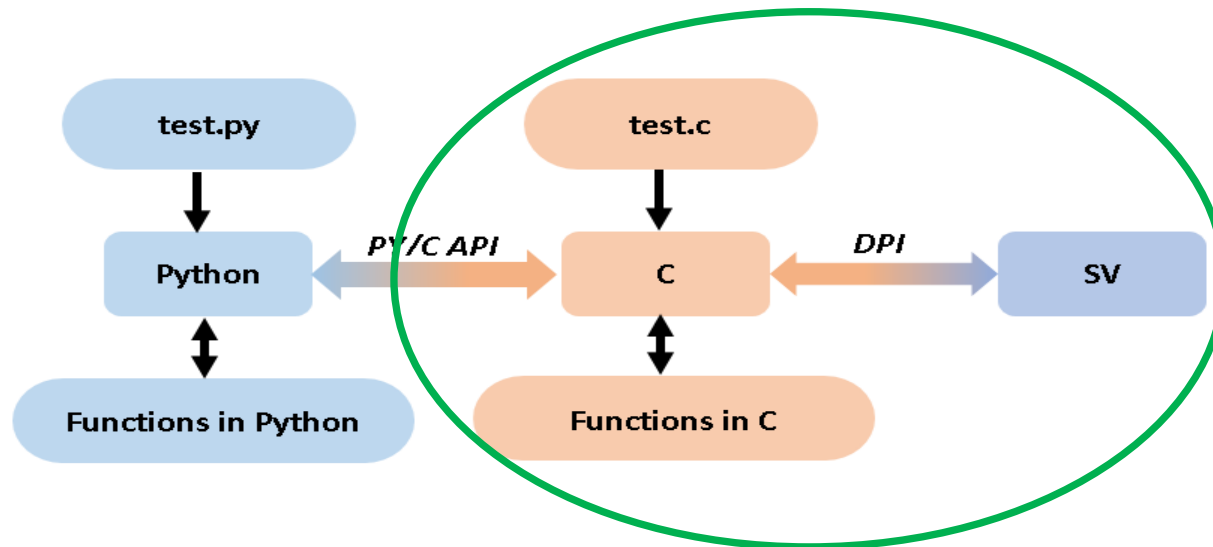 test.py
test.c
PY/C API
DPI
Python
C
SV
Functions in Python
Functions in C